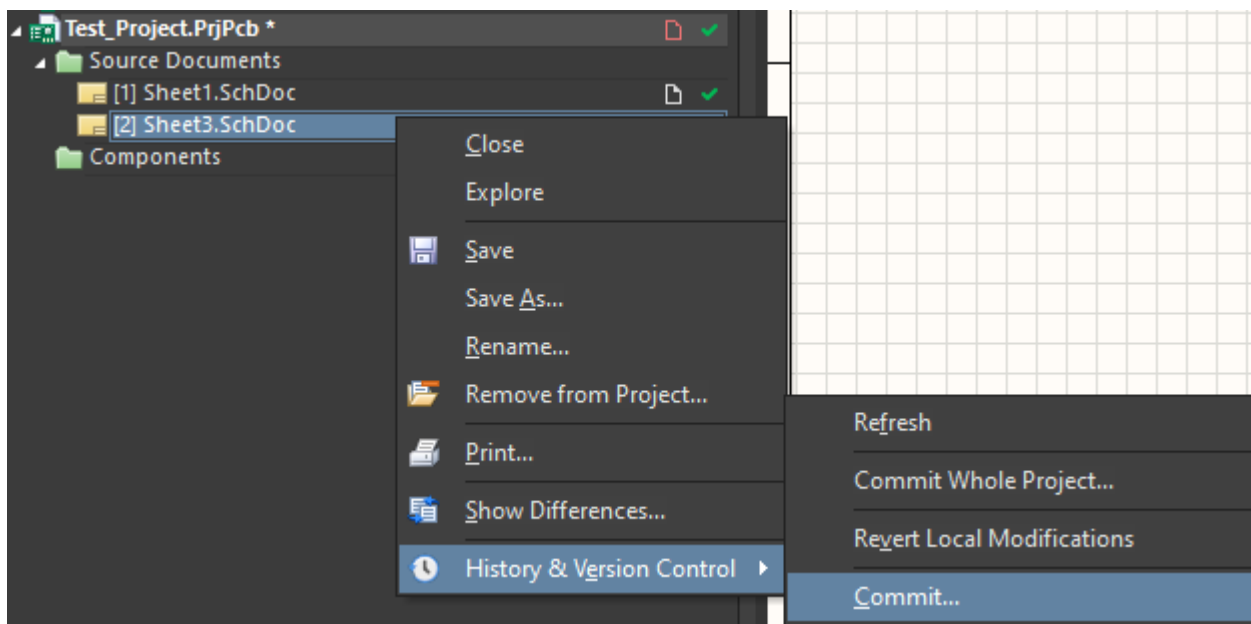 Test_Project.PrjPcb *
Source Documents
[1] Sheet1.SchDoc
[2] Sheet3.SchDoc
Components
Close
Explore
Save
Save As...
Rename...
Remove from Project...
Print...
Show Differences...
History & Version Control
Refresh
Commit Whole Project...
Revert Local Modifications
Commit...